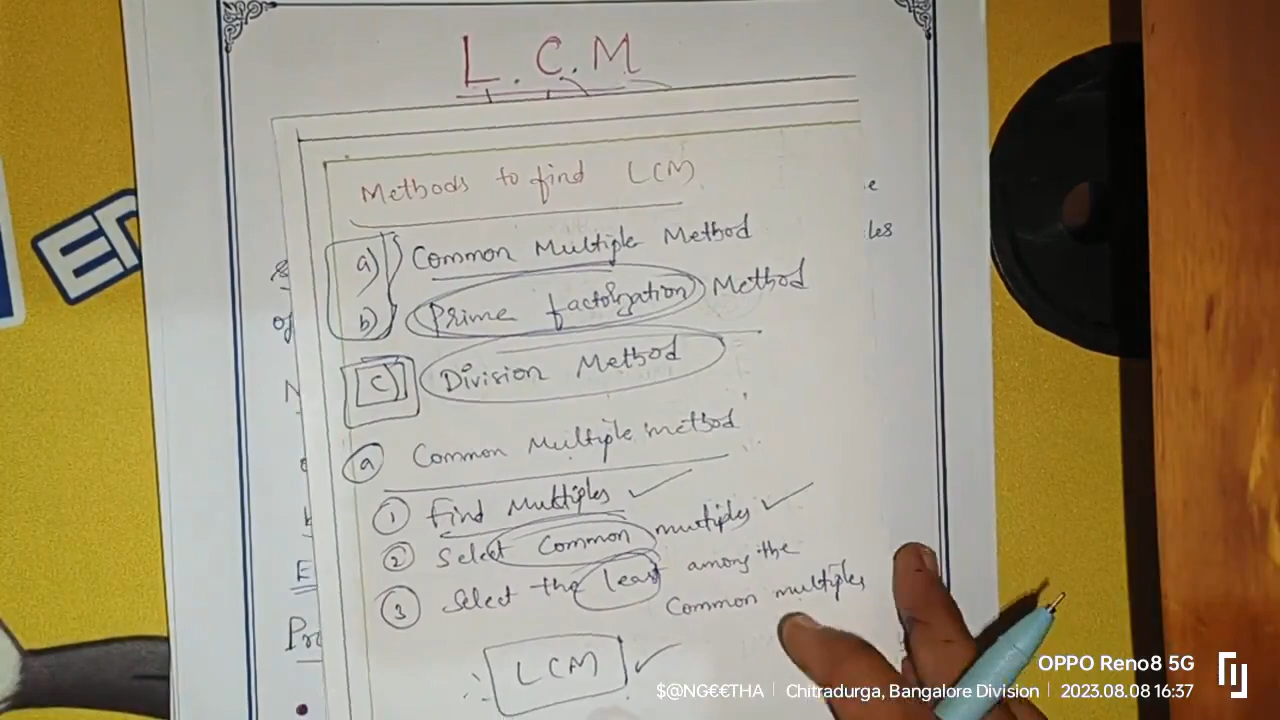 L.C.M
Methods to find LCM
a) Common Multiple Method
b) Prime factorization Method
c) Division Method
a Common Multiple method
1 find Multiples ✓
2 Select Common multiples ✓
3 Select the least among the
Common multiples
LCM ✓
OPPO Reno8 5G
$@NG€€THA | Chitradurga, Bangalore Division | 2023.08.08 16:37